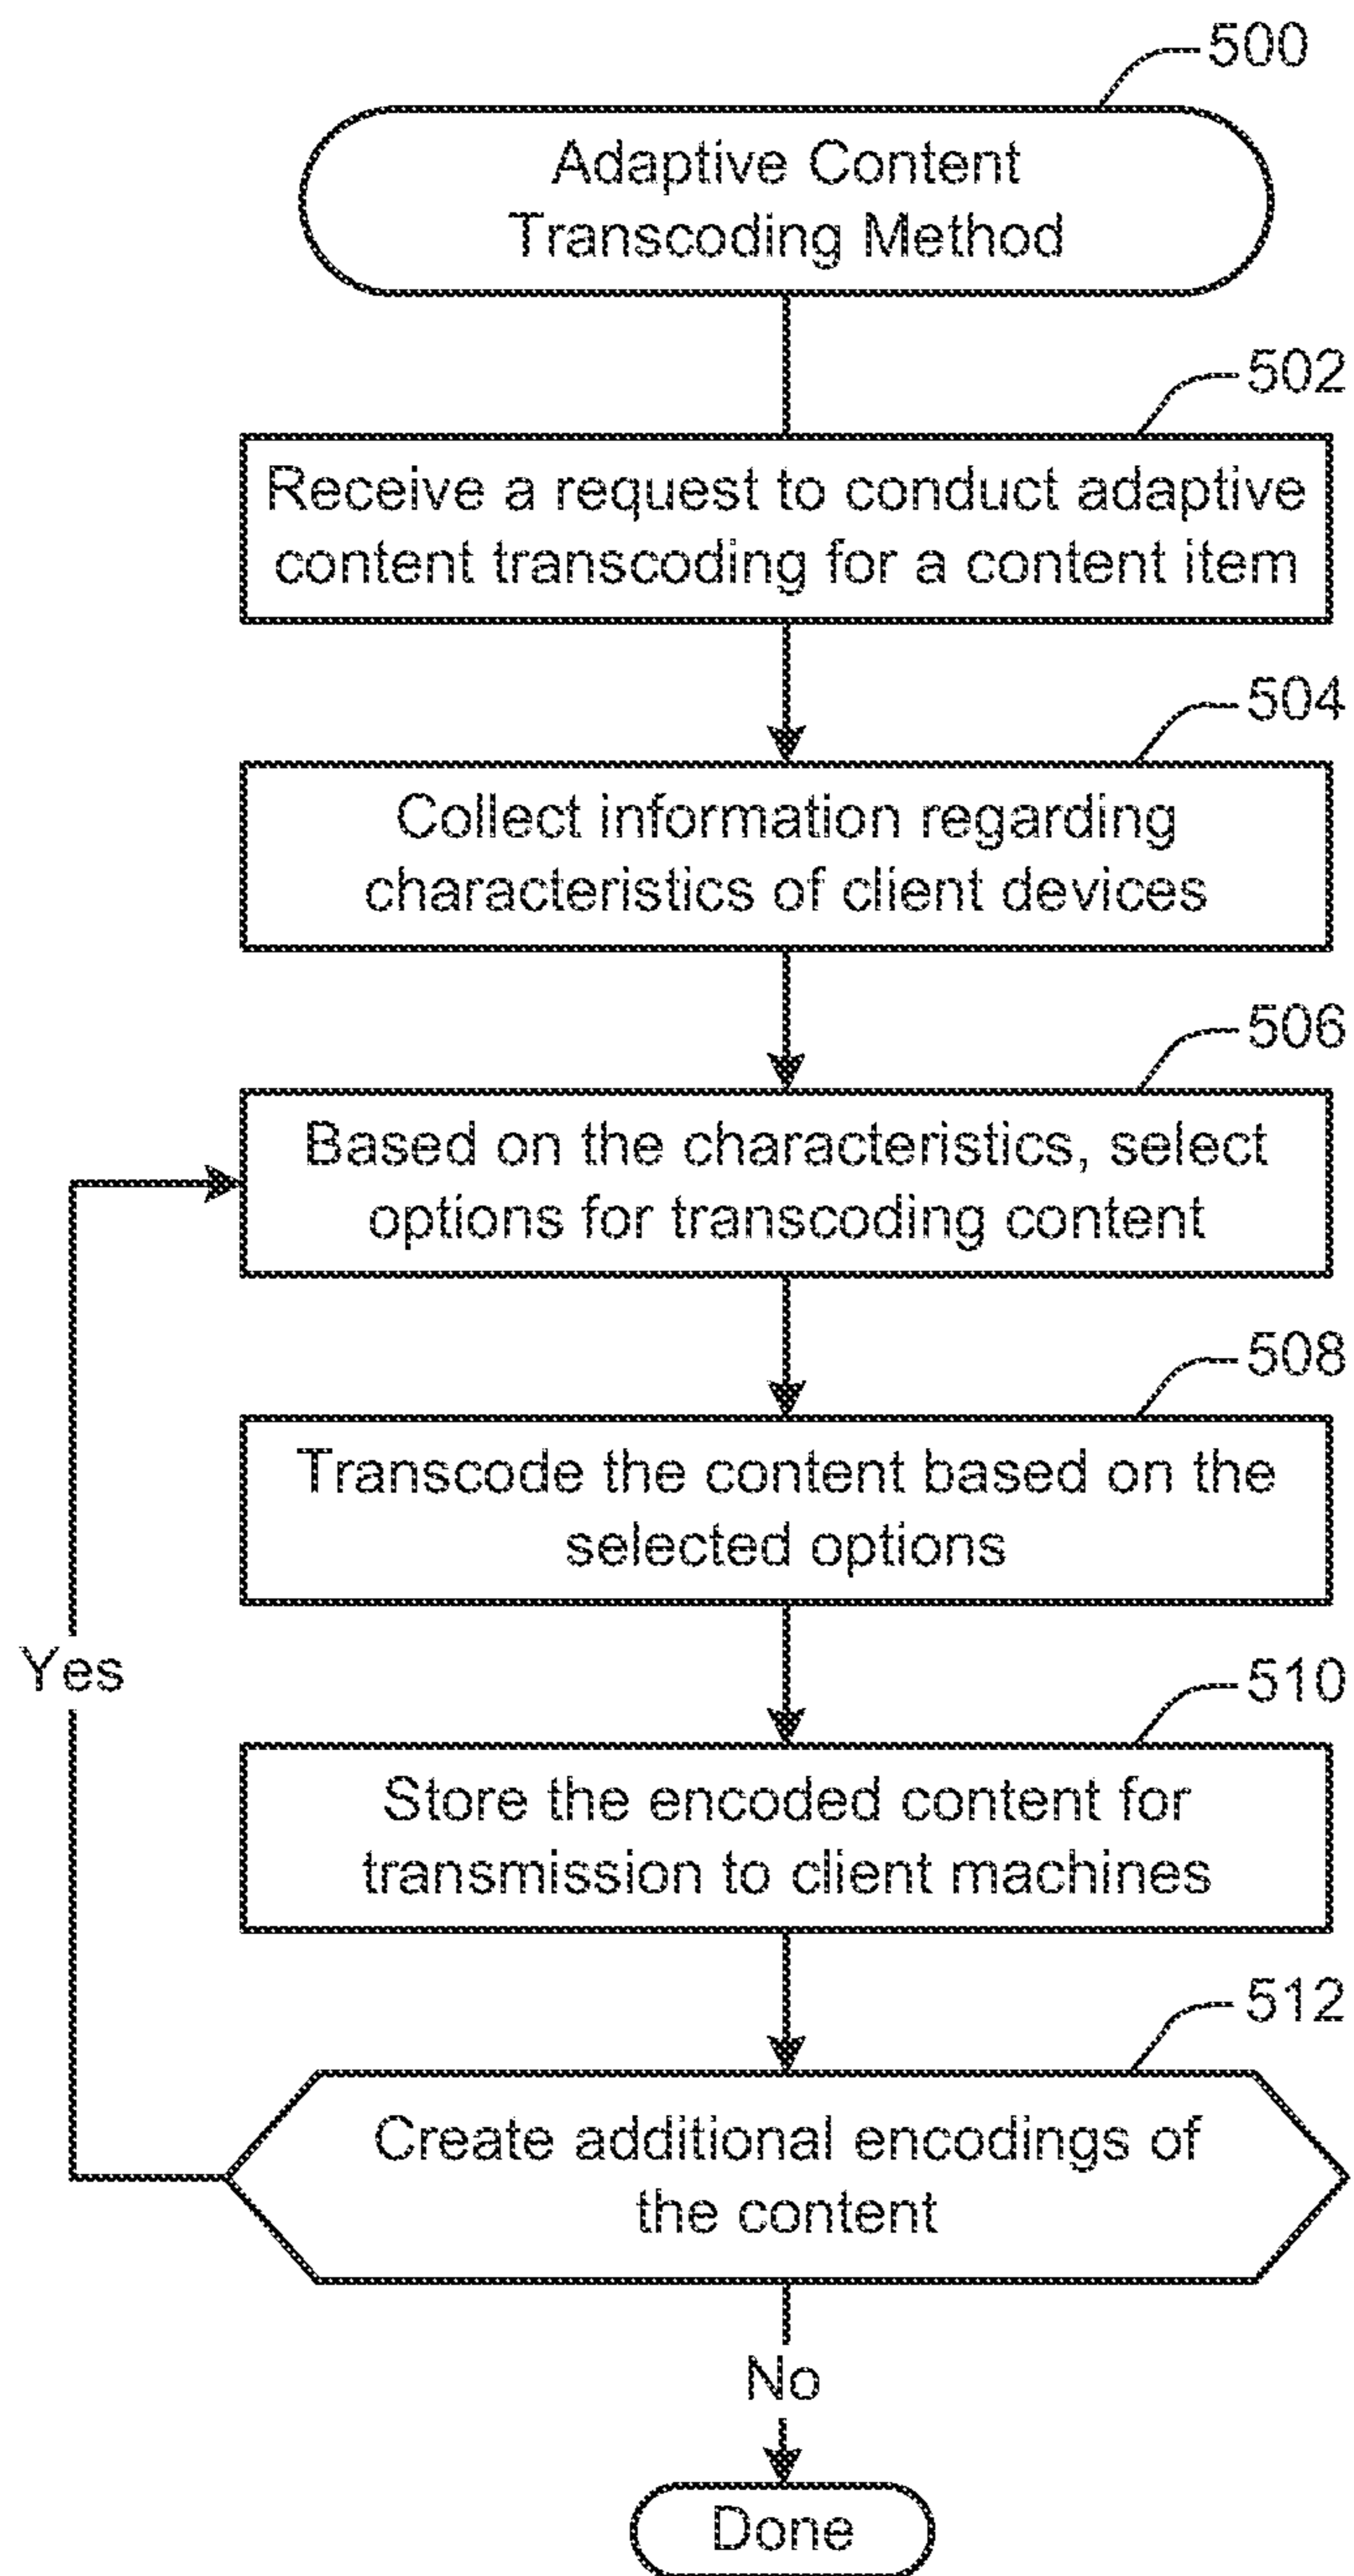 500
Adaptive Content
Transcoding Method
502
Receive a request to conduct adaptive
content transcoding for a content item
504
Collect information regarding
characteristics of client devices
506
Based on the characteristics, select
options for transcoding content
508
Transcode the content based on the
selected options
Yes
510
Store the encoded content for
transmission to client machines
512
Create additional encodings of
the content
No
Done